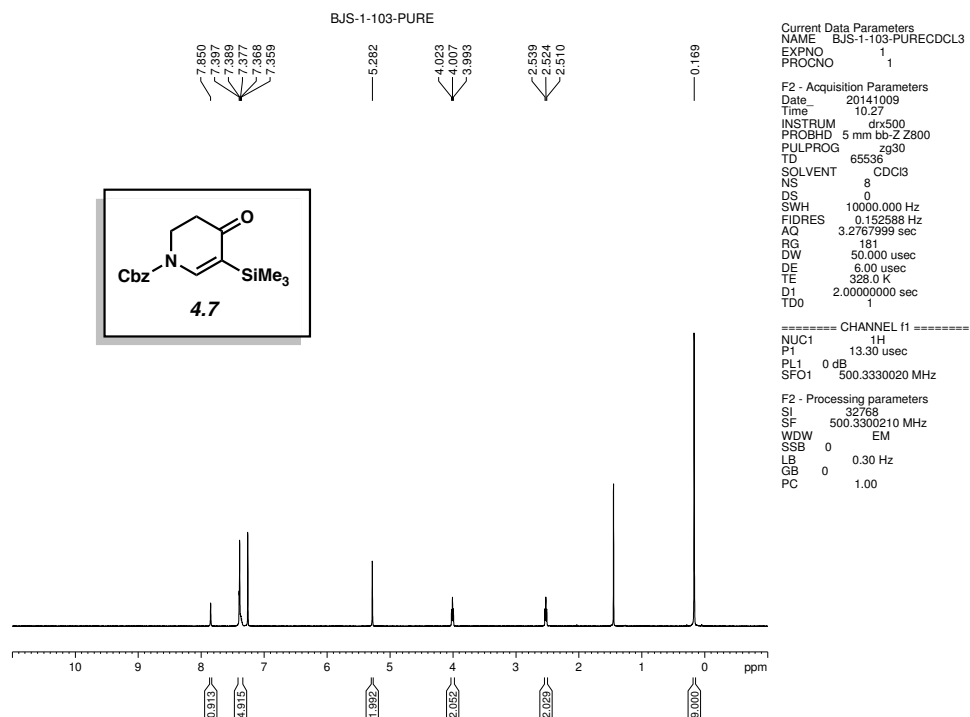 BJS-1-103-PURE
7.850
7.397
7.389
7.377
7.368
7.359
5.282
4.023
4.007
3.993
2.539
2.524
2.510
0.169
Current Data Parameters
NAME BJS-1-103-PURECDCL3
EXPNO 1
PROCNO 1
F2 - Acquisition Parameters
Date_ 20141009
Time 10.27
INSTRUM drx500
PROBHD 5 mm bb-Z Z800
PULPROG zg30
TD 65536
SOLVENT CDCl3
NS 8
DS 0
SWH 10000.000 Hz
FIDRES 0.152588 Hz
AQ 3.2767999 sec
RG 181
DW 50.000 usec
DE 6.00 usec
TE 328.0 K
D1 2.00000000 sec
TD0 1
======== CHANNEL f1 ========
NUC1 1H
P1 13.30 usec
PL1 0 dB
SFO1 500.3330020 MHz
F2 - Processing parameters
SI 32768
SF 500.3300210 MHz
WDW EM
SSB 0
LB 0.30 Hz
GB 0
PC 1.00
O
N
Cbz
SiMe3
4.7
10 9 8 7 6 5 4 3 2 1 0 ppm
0.913
4.915
1.992
2.052
2.029
9.000